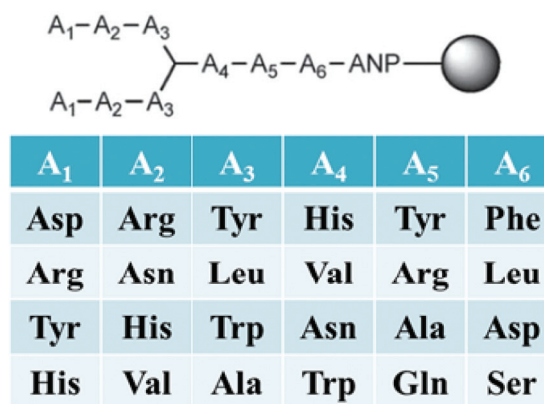 A₁–A₂–A₃
A₄–A₅–A₆–ANP
A₁–A₂–A₃
A₁ A₂ A₃ A₄ A₅ A₆
Asp Arg Tyr His Tyr Phe
Arg Asn Leu Val Arg Leu
Tyr His Trp Asn Ala Asp
His Val Ala Trp Gln Ser